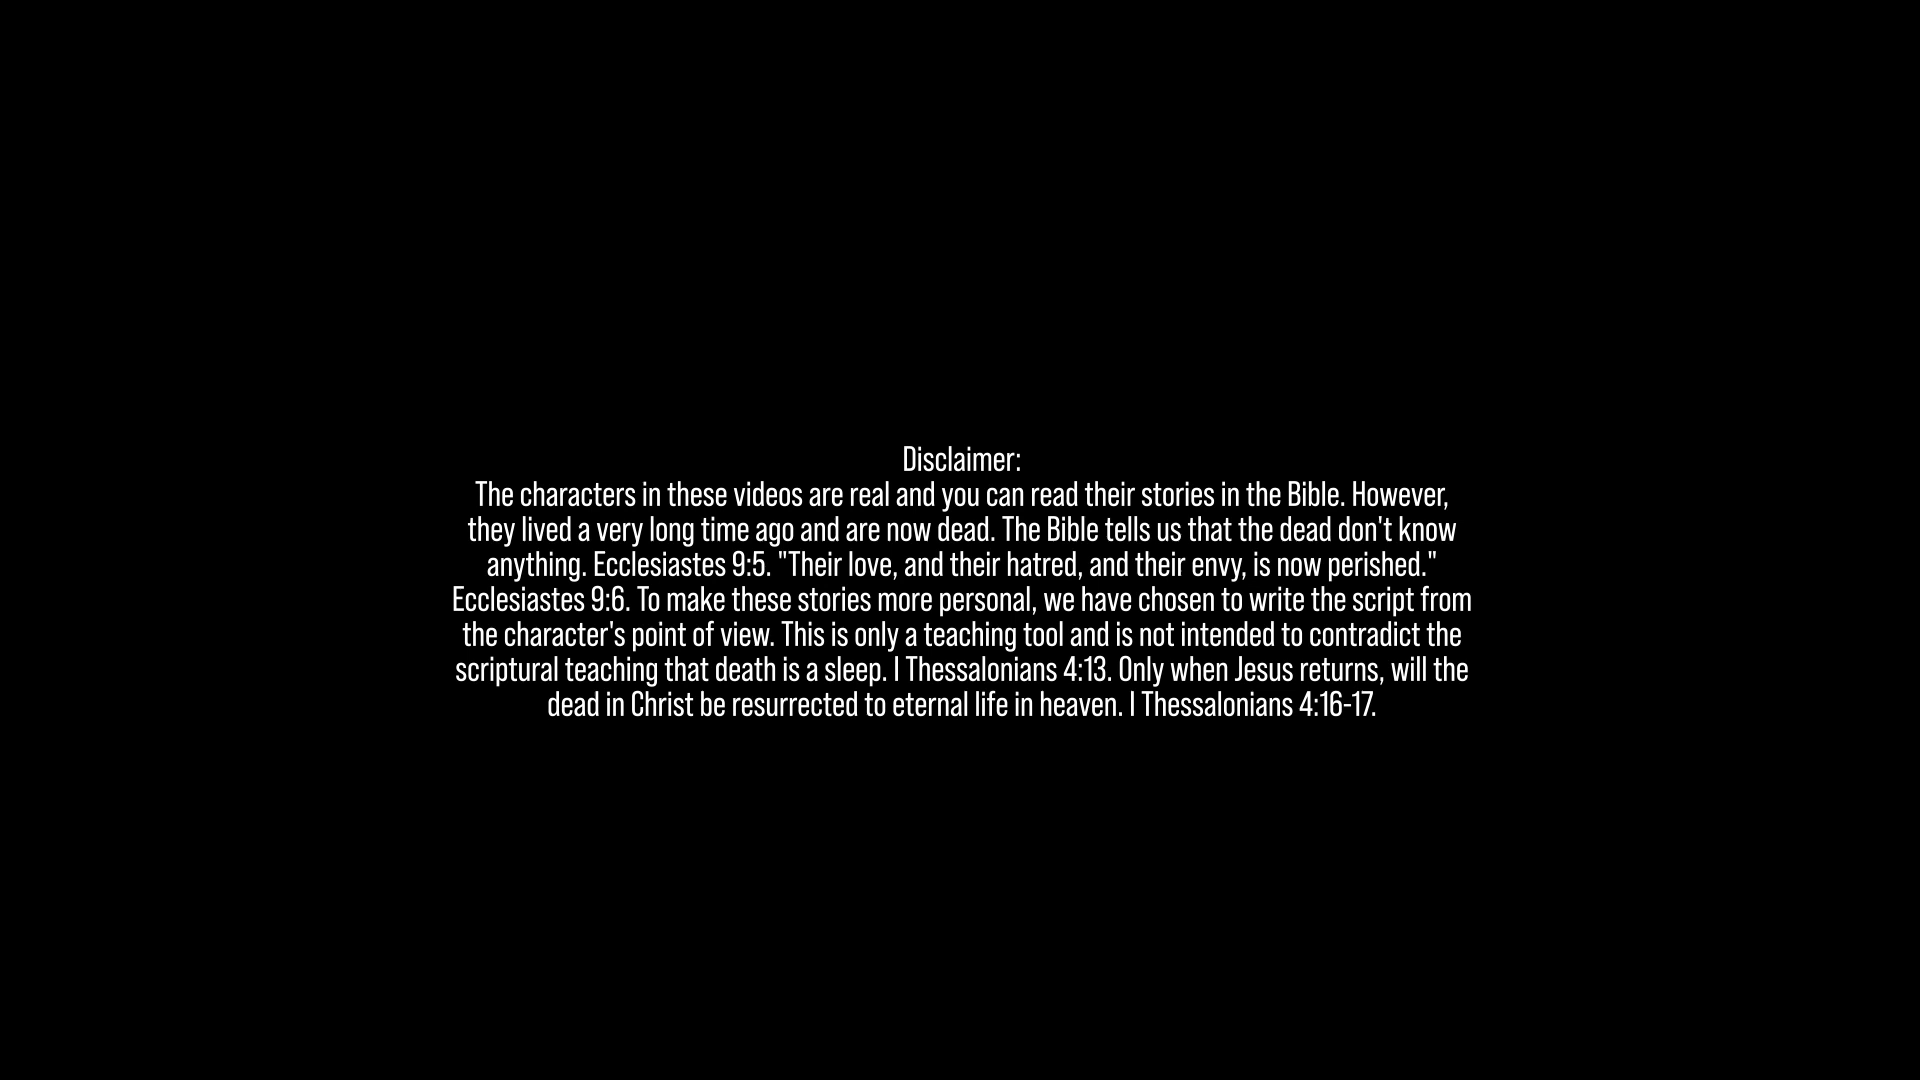 Disclaimer:
The characters in these videos are real and you can read their stories in the Bible. However,
they lived a very long time ago and are now dead. The Bible tells us that the dead don't know
anything. Ecclesiastes 9:5. "Their love, and their hatred, and their envy, is now perished."
Ecclesiastes 9:6. To make these stories more personal, we have chosen to write the script from
the character's point of view. This is only a teaching tool and is not intended to contradict the
scriptural teaching that death is a sleep. I Thessalonians 4:13. Only when Jesus returns, will the
dead in Christ be resurrected to eternal life in heaven. I Thessalonians 4:16-17.